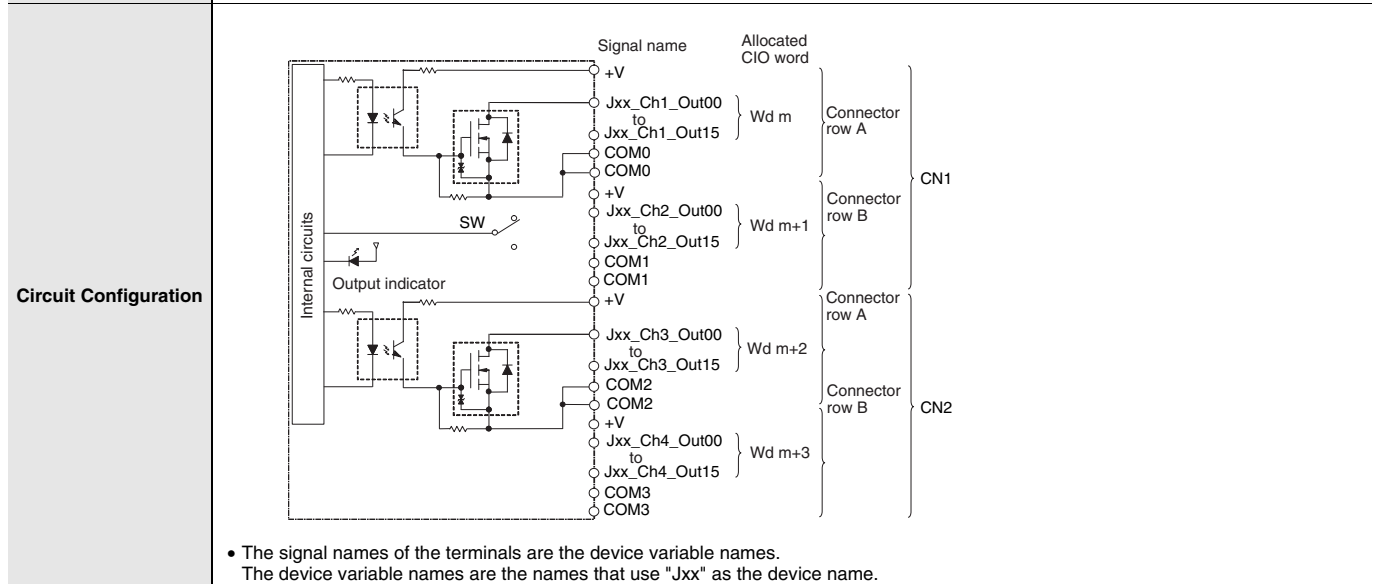 Circuit Configuration
Signal name
Allocated
CIO word
+V
Jxx_Ch1_Out00
to
Jxx_Ch1_Out15
Wd m
COM0
COM0
Connector
row A
+V
Jxx_Ch2_Out00
to
Jxx_Ch2_Out15
Wd m+1
COM1
COM1
Connector
row B
CN1
SW
Internal circuits
Output indicator
+V
Jxx_Ch3_Out00
to
Jxx_Ch3_Out15
Wd m+2
COM2
COM2
Connector
row A
+V
Jxx_Ch4_Out00
to
Jxx_Ch4_Out15
Wd m+3
COM3
COM3
Connector
row B
CN2
• The signal names of the terminals are the device variable names.
The device variable names are the names that use "Jxx" as the device name.